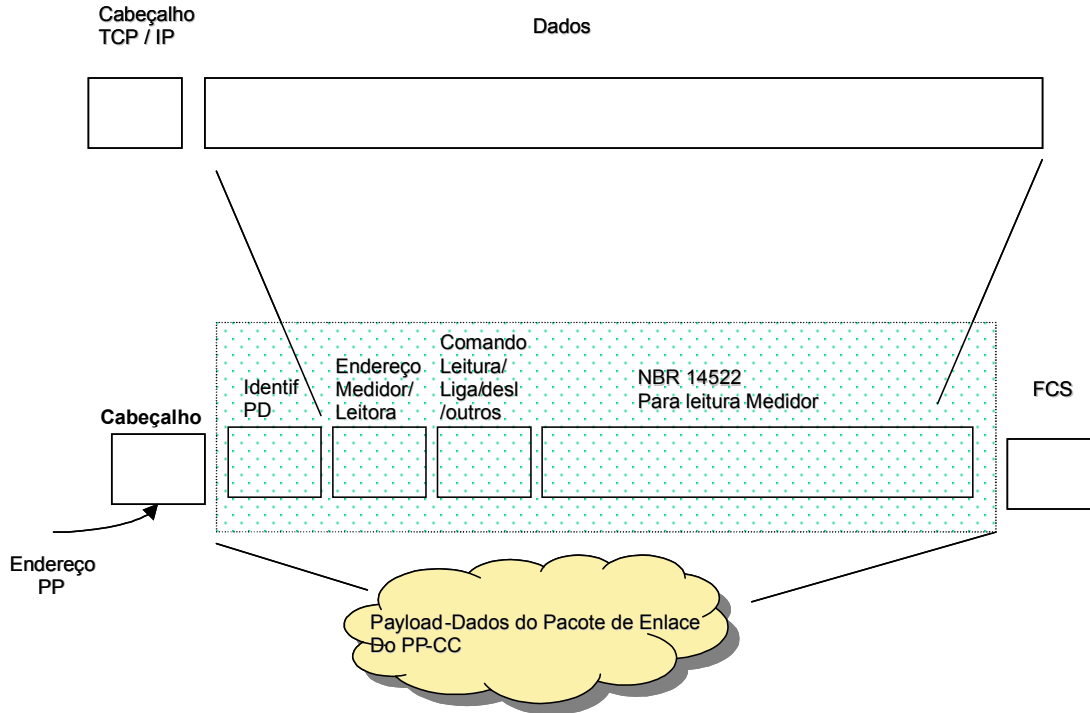 Cabeçalho
TCP / IP
Dados
Identif
PD
Endereço
Medidor/
Leitora
Comando
Leitura/
Liga/desl
/outros
NBR 14522
Para leitura Medidor
FCS
Cabeçalho
Endereço
PP
Payload-Dados do Pacote de Enlace
Do PP-CC